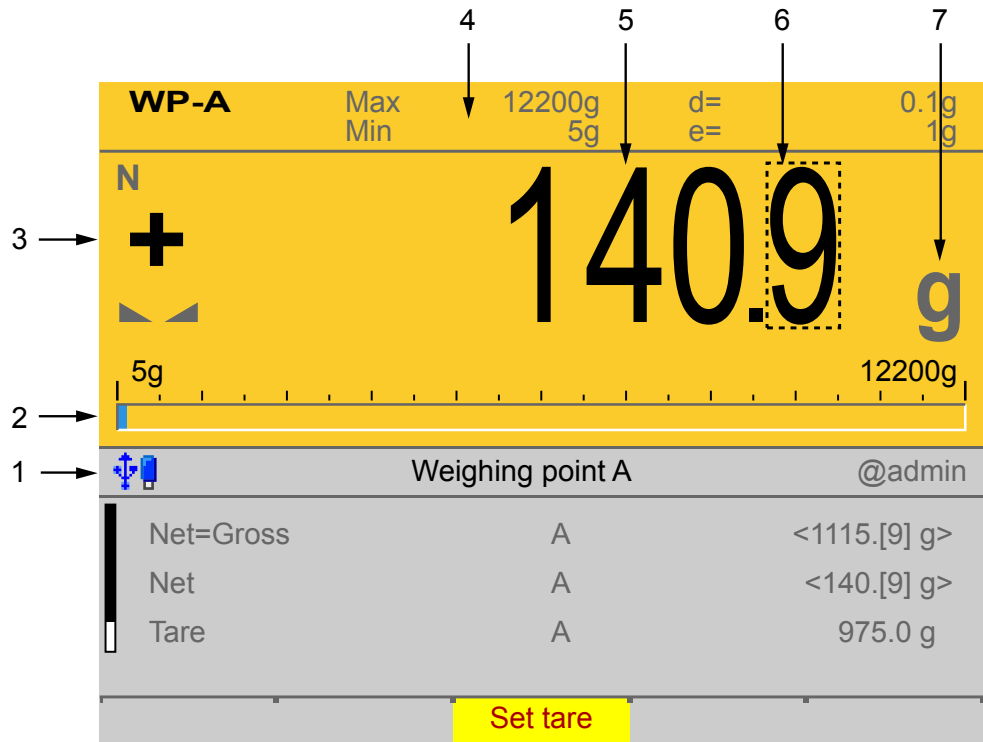 4 5 6 7
WP-A Max 12200g d= 0.1g
Min 5g e= 1g
N
3 + 140.9 g
5g 12200g
2
1 Weighing point A @admin
Net=Gross A <1115.[9] g>
Net A <140.[9] g>
Tare A 975.0 g
Set tare